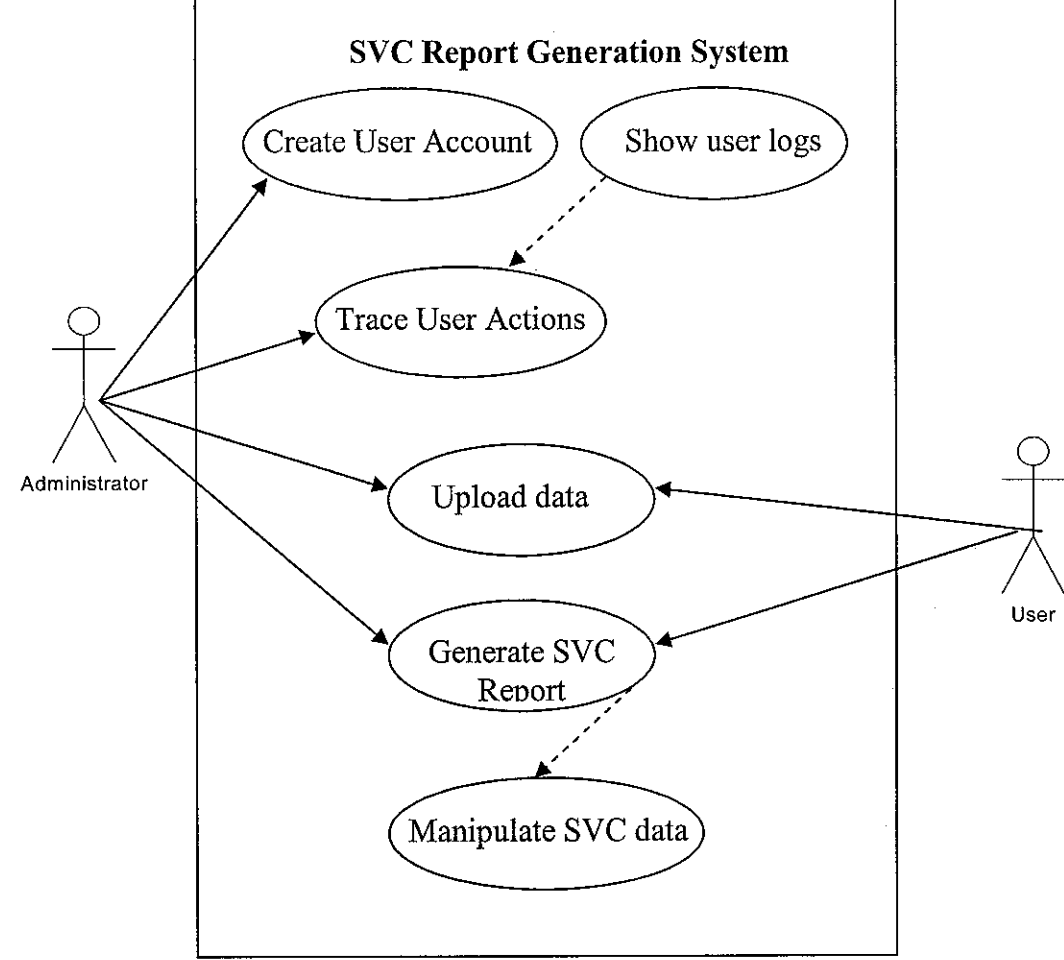 SVC Report Generation System
Create User Account
Show user logs
Trace User Actions
Administrator
Upload data
User
Generate SVC
Report
Manipulate SVC data